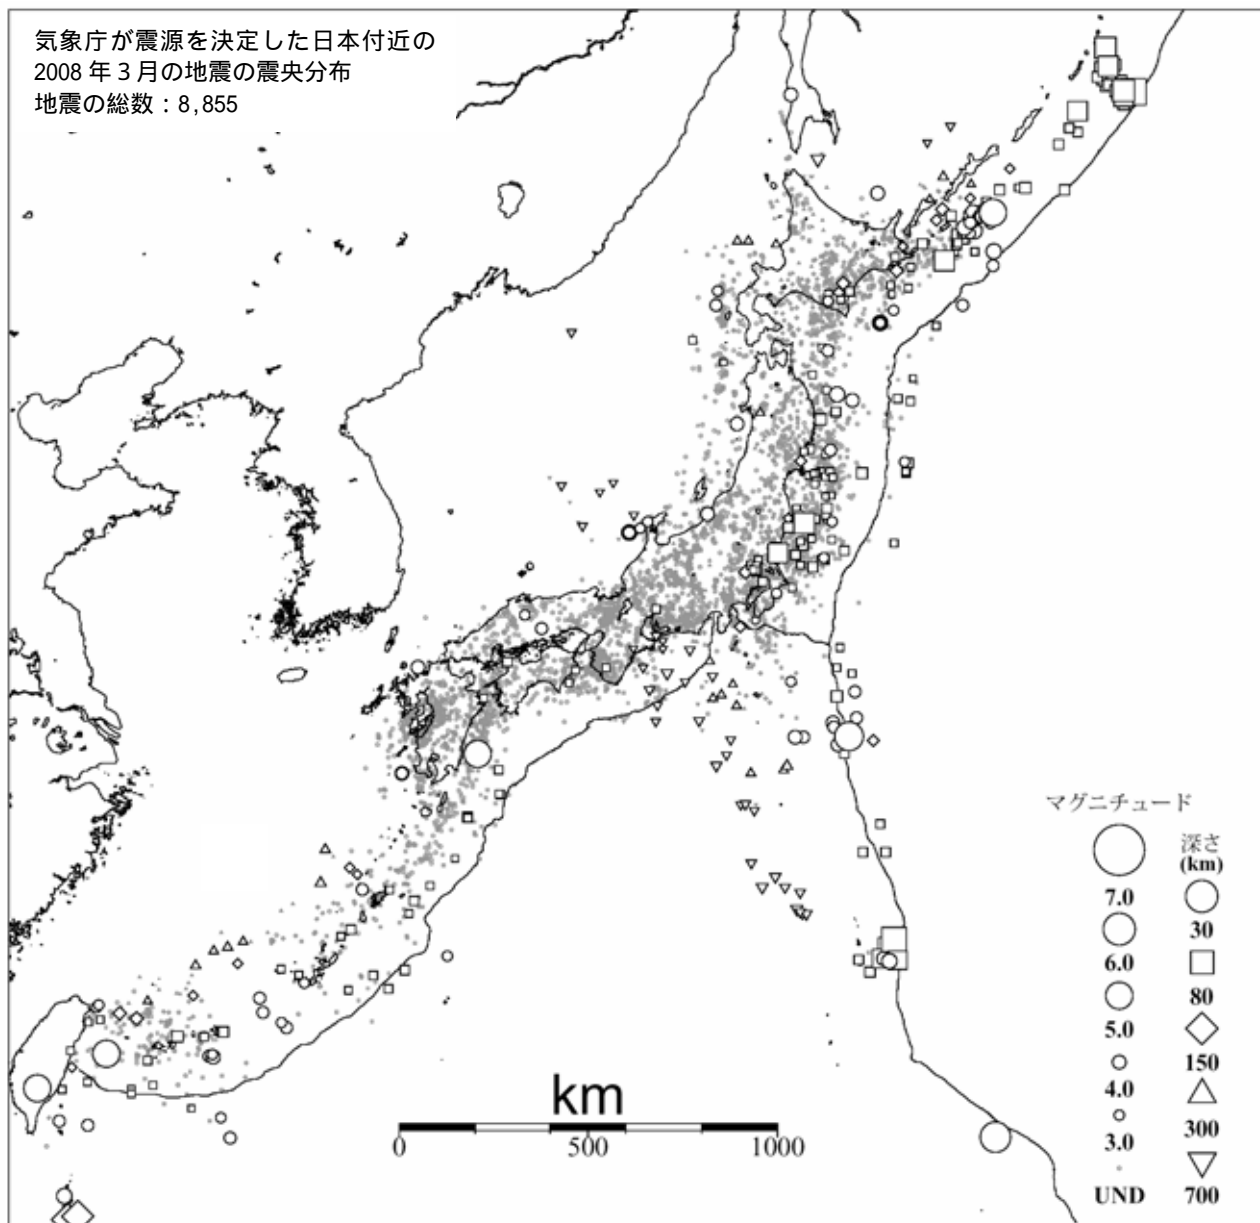 気象庁が震源を決定した日本付近の
2008年3月の地震の震央分布
地震の総数：8,855
マグニチュード
深さ
(km)
7.0
30
6.0
80
5.0
150
4.0
300
3.0
UND 700
km
0 500 1000